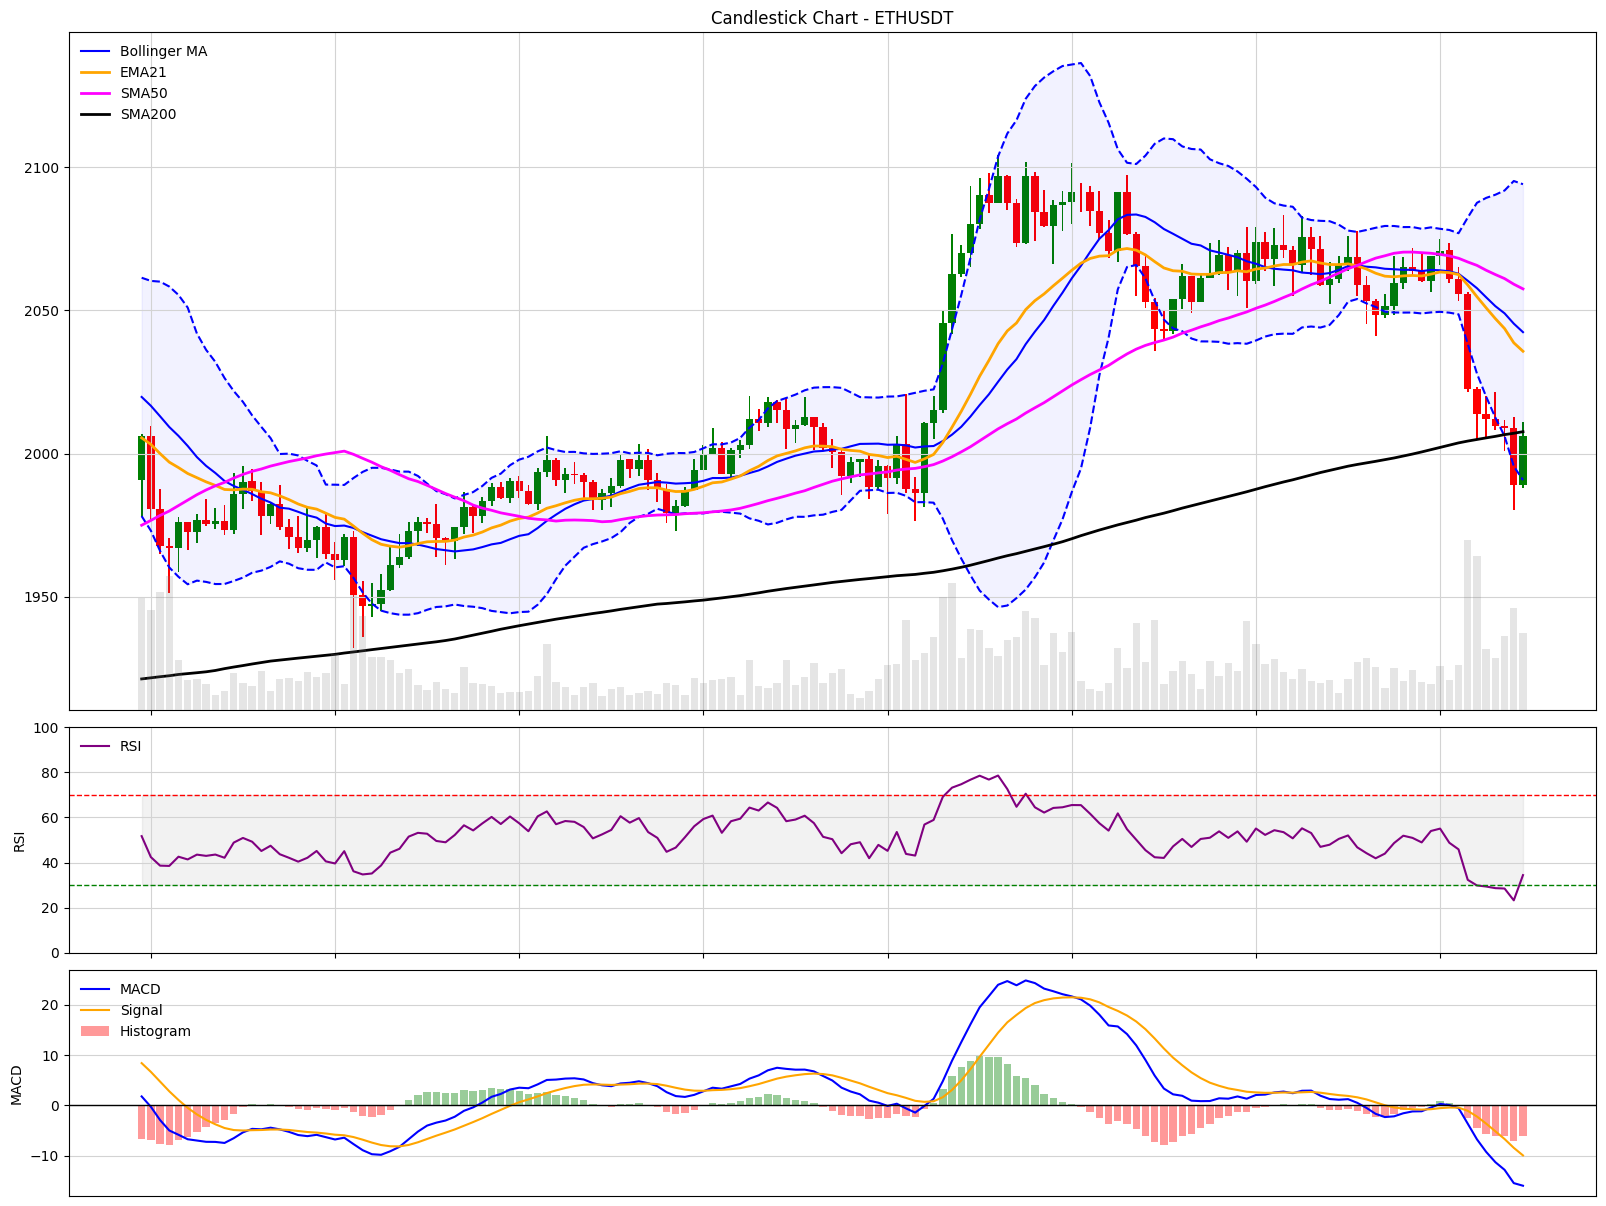 Candlestick Chart - ETHUSDT
Bollinger MA
EMA21
SMA50
SMA200
2100
2050
2000
1950
RSI
100
80
60
40
20
0
RSI
MACD
Signal
Histogram
20
10
0
−10
MACD